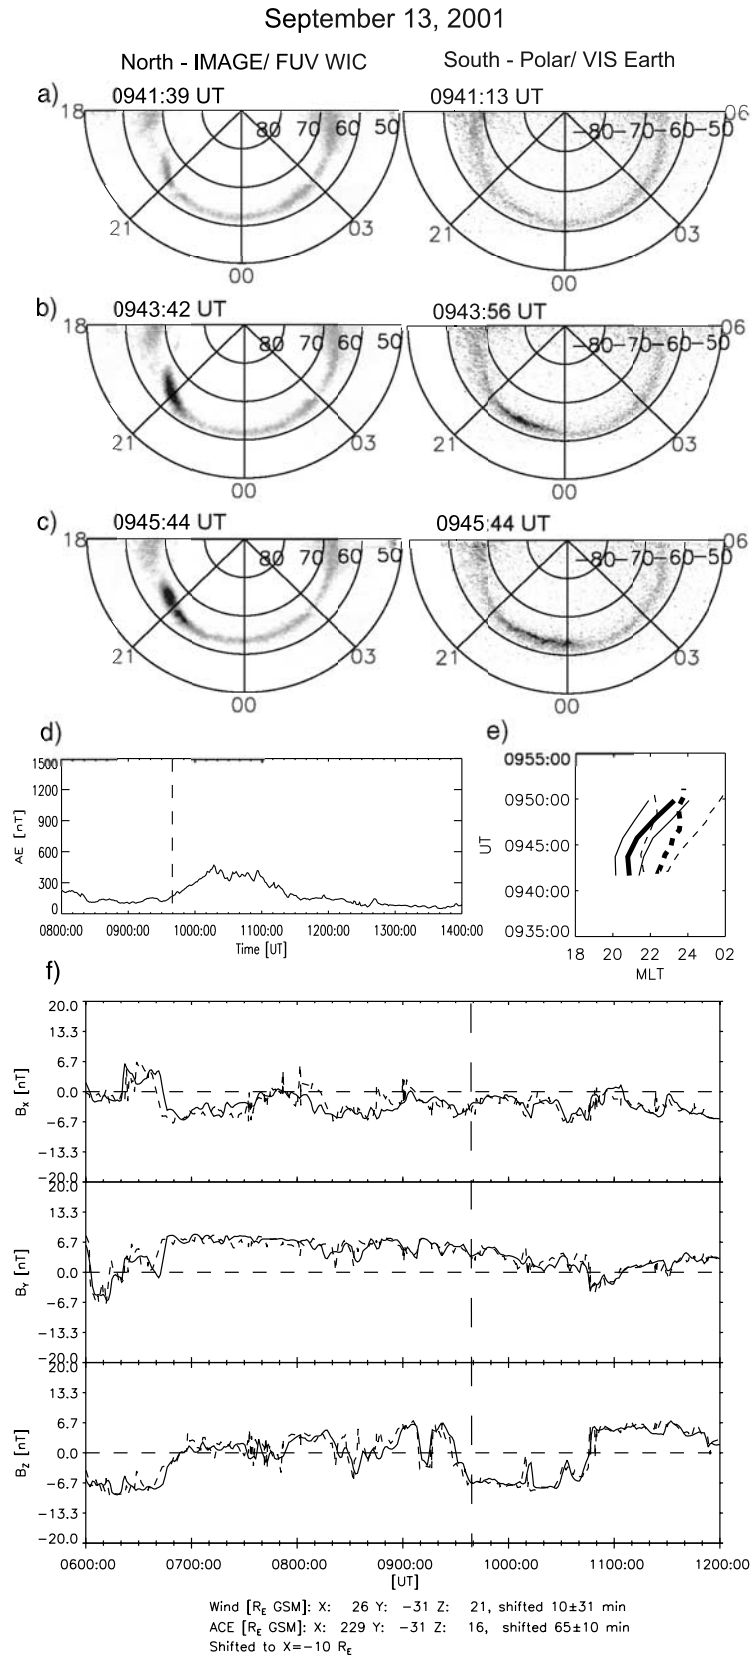 September 13, 2001
North - IMAGE/ FUV WIC South - Polar/ VIS Earth
a)
0941:39 UT 0941:13 UT
18 80 70 60 50 -80 -70 -60 -50 06
21 03 21 03
00 00
b)
0943:42 UT 0943:56 UT
18 80 70 60 50 -80 -70 -60 -50 06
21 03 21 03
00 00
c)
0945:44 UT 0945:44 UT
18 80 70 60 50 -80 -70 -60 -50 06
21 03 21 03
00 00
d)
AE [nT]
1500
1200
900
600
300
0
0800:00 0900:00 1000:00 1100:00 1200:00 1300:00 1400:00
Time [UT]
e)
UT
0955:00
0950:00
0945:00
0940:00
0935:00
18 20 22 24 02
MLT
f)
BX [nT]
20.0
13.3
6.7
0.0
-6.7
-13.3
-20.0
BY [nT]
20.0
13.3
6.7
0.0
-6.7
-13.3
-20.0
BZ [nT]
20.0
13.3
6.7
0.0
-6.7
-13.3
-20.0
0600:00 0700:00 0800:00 0900:00 1000:00 1100:00 1200:00
[UT]
Wind [RE GSM]: X: 26 Y: -31 Z: 21, shifted 10±31 min
ACE [RE GSM]: X: 229 Y: -31 Z: 16, shifted 65±10 min
Shifted to X=-10 RE